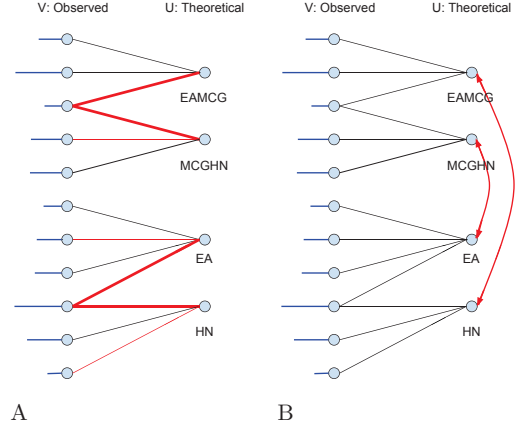 V: Observed U: Theoretical V: Observed U: Theoretical
EAMCG EAMCG
MCGHN MCGHN
EA EA
HN HN
A B